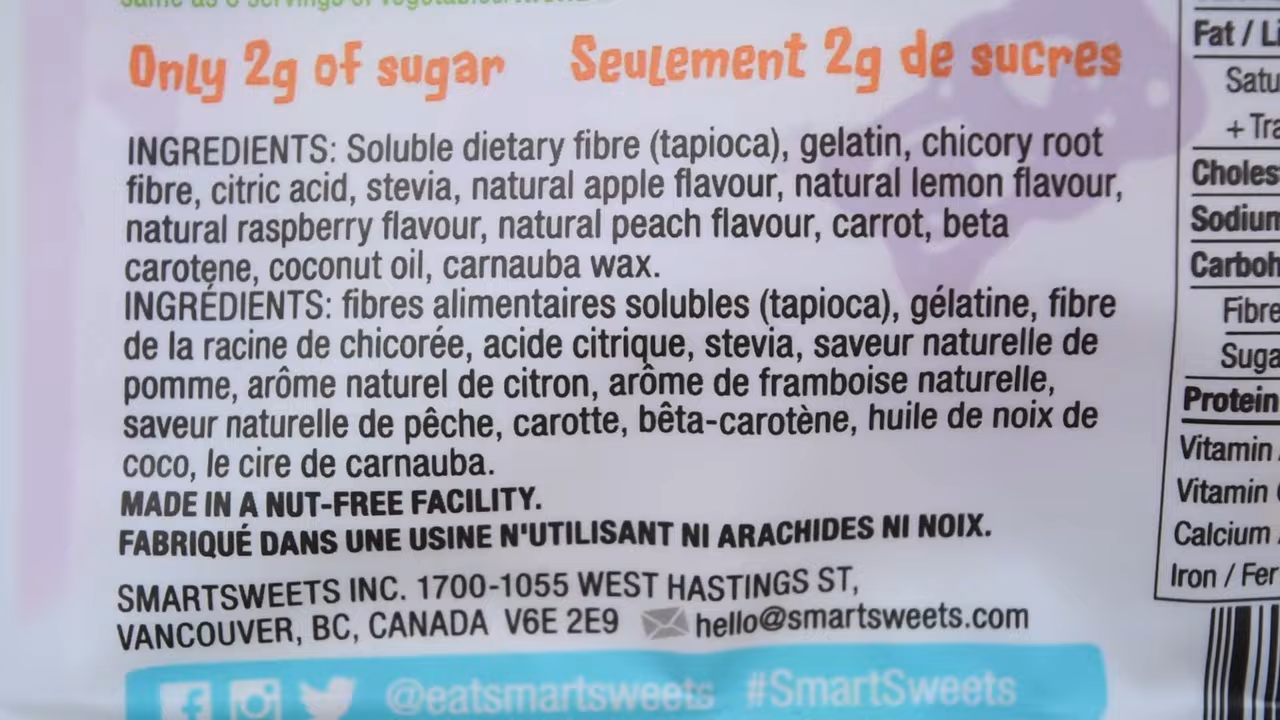 Only 2g of sugar Seulement 2g de sucres
INGREDIENTS: Soluble dietary fibre (tapioca), gelatin, chicory root
fibre, citric acid, stevia, natural apple flavour, natural lemon flavour,
natural raspberry flavour, natural peach flavour, carrot, beta
carotene, coconut oil, carnauba wax.
INGRÉDIENTS: fibres alimentaires solubles (tapioca), gélatine, fibre
de la racine de chicorée, acide citrique, stevia, saveur naturelle de
pomme, arôme naturel de citron, arôme de framboise naturelle,
saveur naturelle de pêche, carotte, bêta-carotène, huile de noix de
coco, le cire de carnauba.
MADE IN A NUT-FREE FACILITY.
FABRIQUÉ DANS UNE USINE N'UTILISANT NI ARACHIDES NI NOIX.
SMARTSWEETS INC. 1700-1055 WEST HASTINGS ST,
VANCOUVER, BC, CANADA V6E 2E9 hello@smartsweets.com
@eatsmartsweets #SmartSweets
Fat / Li
Satu
+ Tra
Choles
Sodium
Carboh
Fibre
Suga
Protein
Vitamin
Vitamin
Calcium
Iron / Fer